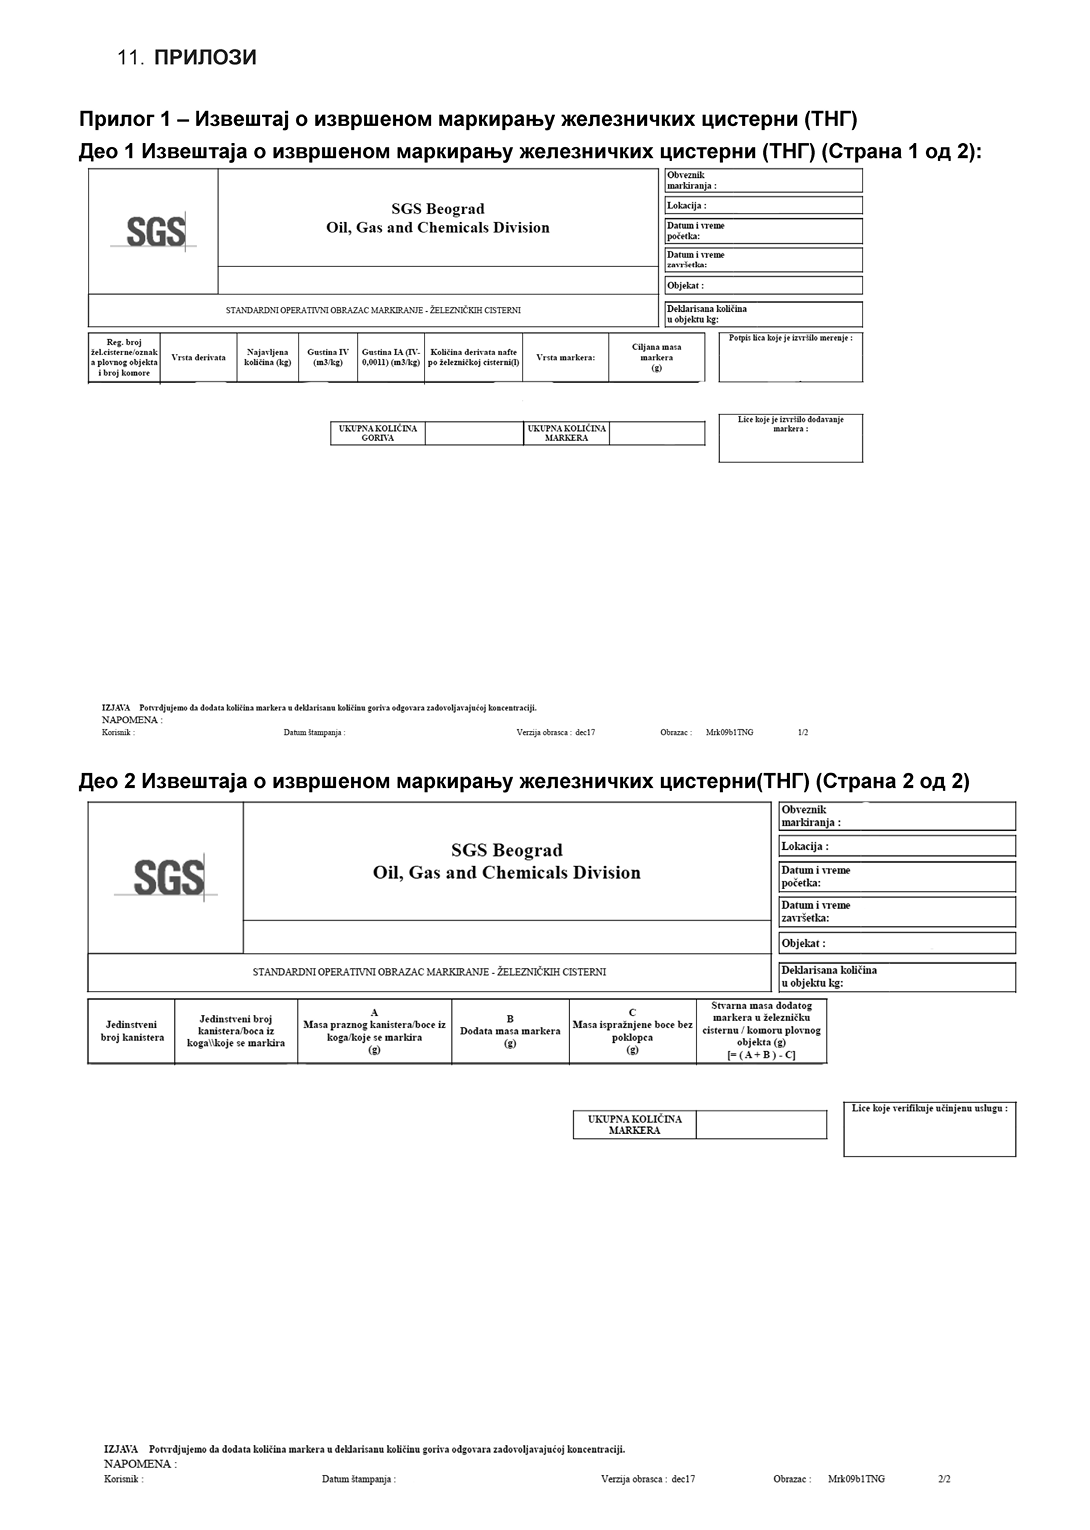 11. ПРИЛОЗИ
Прилог 1 – Извештај о извршеном маркирању железничких цистерни (ТНГ)
Део 1 Извештаја о извршеном маркирању железничких цистерни (ТНГ) (Страна 1 од 2):
SGS
SGS Beograd
Oil, Gas and Chemicals Division
STANDARDNI OPERATIVNI OBRAZAC MARKIRANJE - ŽELEZNIČKIH CISTERNI
Obveznik
markiranja :
Lokacija :
Datum i vreme
početka:
Datum i vreme
završetka:
Objekat :
Deklarisana količina
u objektu kg:
Reg. broj
žel.cisterne/oznak
a plovnog objekta
i broj komore
Vrsta derivata
Najavljena
količina (kg)
Gustina IV
(m3/kg)
Gustina IA (IV-
0,0011) (m3/kg)
Količina derivata nafte
po železničkoj cisterni(l)
Vrsta markera:
Ciljana masa
markera
(g)
Potpis lica koje je izvršilo merenje :
UKUPNA KOLIČINA
GORIVA
UKUPNA KOLIČINA
MARKERA
Lice koje je izvršilo dodavanje
markera :
IZJAVA Potvrdjujemo da dodata količina markera u deklarisanu količinu goriva odgovara zadovoljavajućoj koncentraciji.
NAPOMENA :
Korisnik : Datum štampanja : Verzija obrasca : dec17 Obrazac : Mrk09b1TNG 1/2
Део 2 Извештаја о извршеном маркирању железничких цистерни(ТНГ) (Страна 2 од 2)
SGS
SGS Beograd
Oil, Gas and Chemicals Division
STANDARDNI OPERATIVNI OBRAZAC MARKIRANJE - ŽELEZNIČKIH CISTERNI
Obveznik
markiranja :
Lokacija :
Datum i vreme
početka:
Datum i vreme
završetka:
Objekat :
Deklarisana količina
u objektu kg:
Jedinstveni
broj kanistera
Jedinstveni broj
kanistera/boca iz
koga\\koje se markira
A
Masa praznog kanistera/boce iz
koga/koje se markira
(g)
B
Dodata masa markera
(g)
C
Masa ispražnjene boce bez
poklopca
(g)
Stvarna masa dodatog
markera u železničku
cisternu / komoru plovnog
objekta (g)
[= ( A + B ) - C]
UKUPNA KOLIČINA
MARKERA
Lice koje verifikuje učinjenu uslugu :
IZJAVA Potvrdjujemo da dodata količina markera u deklarisanu količinu goriva odgovara zadovoljavajućoj koncentraciji.
NAPOMENA :
Korisnik : Datum štampanja : Verzija obrasca : dec17 Obrazac : Mrk09b1TNG 2/2